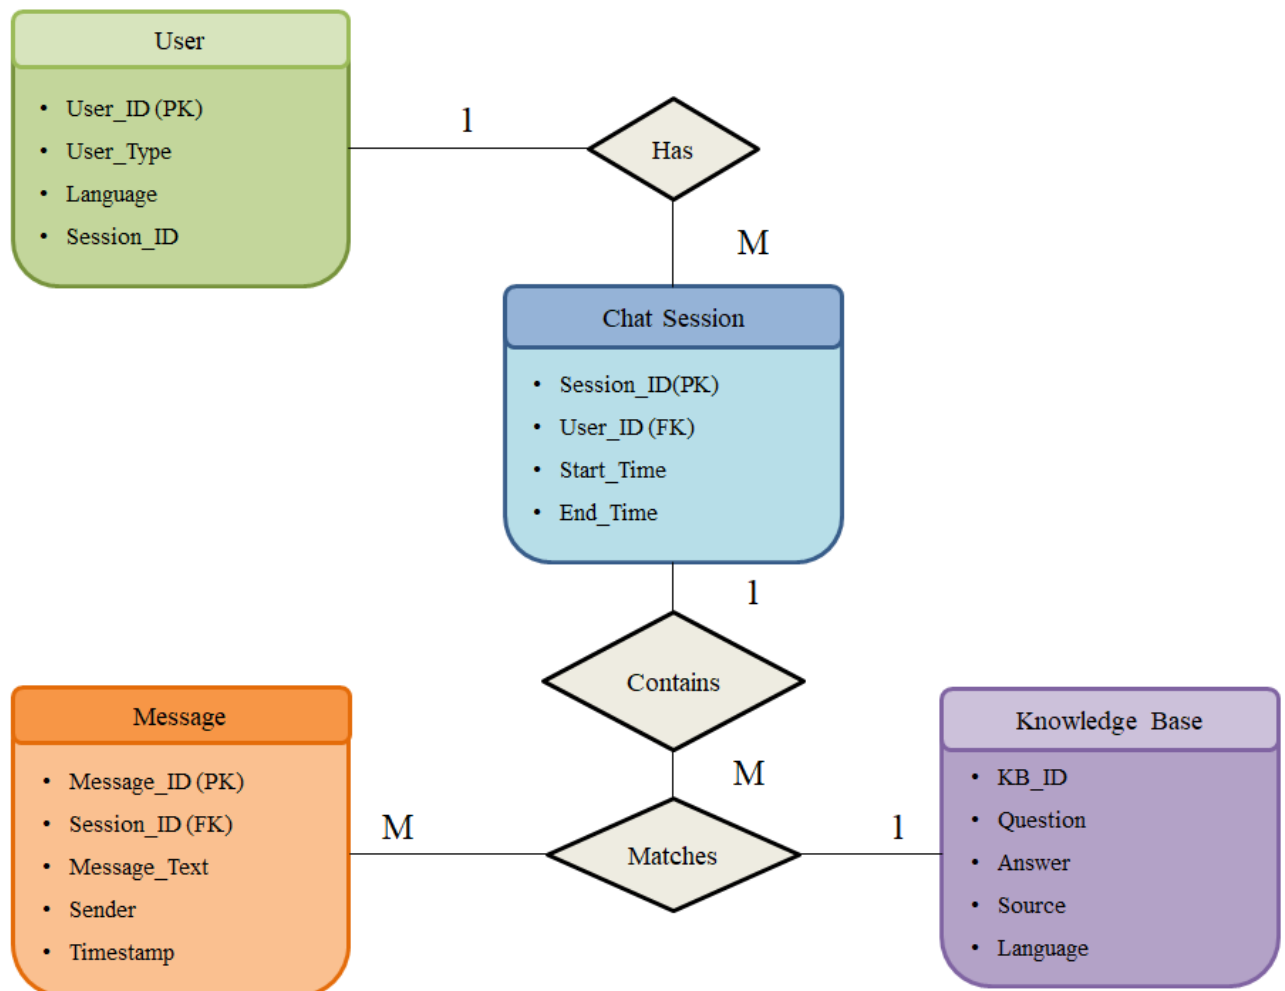 User
• User_ID (PK)
• User_Type
• Language
• Session_ID
1
Has
M
Chat Session
• Session_ID(PK)
• User_ID (FK)
• Start_Time
• End_Time
1
Contains
M
Message
• Message_ID (PK)
• Session_ID (FK)
• Message_Text
• Sender
• Timestamp
M
Matches
1
Knowledge Base
• KB_ID
• Question
• Answer
• Source
• Language